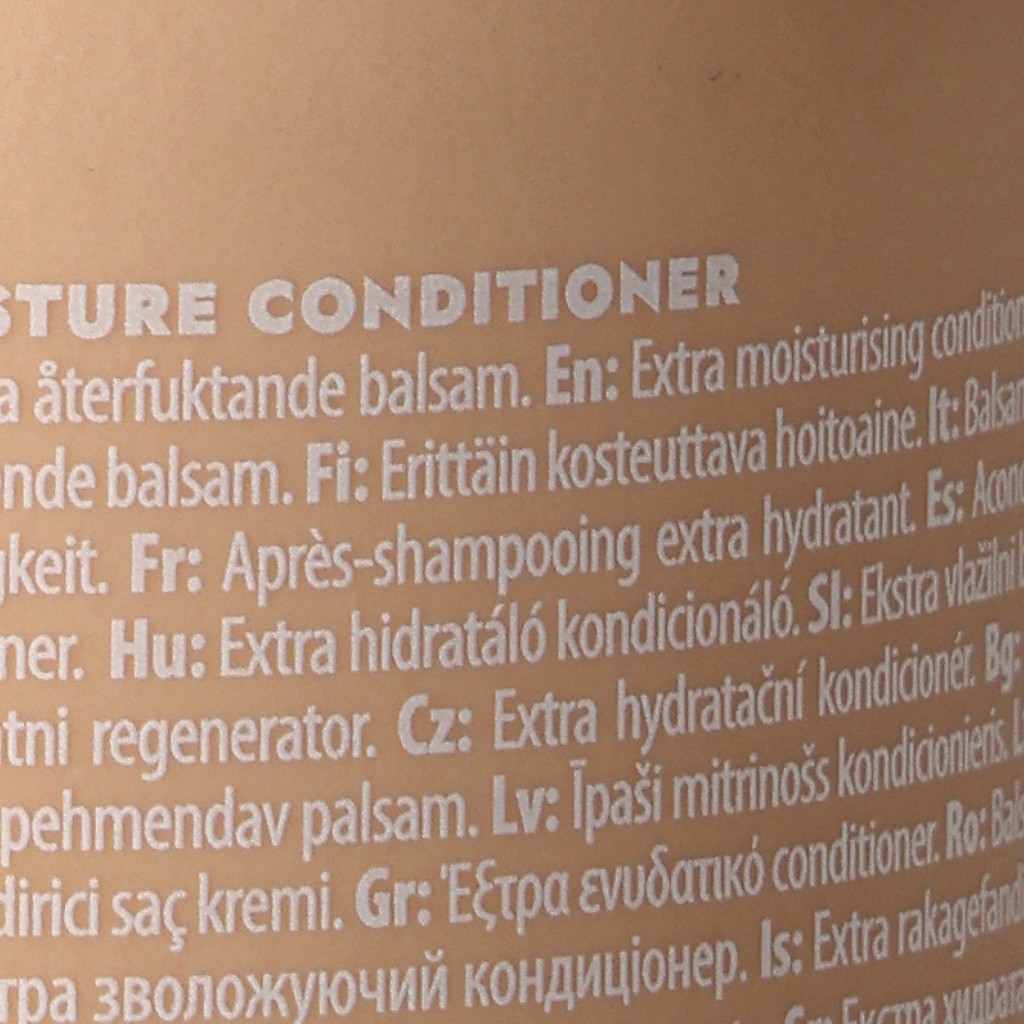 STURE CONDITIONER
a återfuktande balsam. En: Extra moisturising condition
nde balsam. Fi: Erittäin kosteuttava hoitoaine. It: Balsam
gkeit. Fr: Après-shampooing extra hydratant. Es: Acon
ner. Hu: Extra hidratáló kondicionáló. Sl: Ekstra vlažilni
tni regenerator. Cz: Extra hydratační kondicionér. Bg:
pehmendav palsam. Lv: Īpaši mitrinošs kondicionieris.
dirici saç kremi. Gr: Έξτρα ενυδατικό conditioner. Ro: Bals
тра зволожуючий кондиціонер. Is: Extra rakagefand
Екстра хидрата